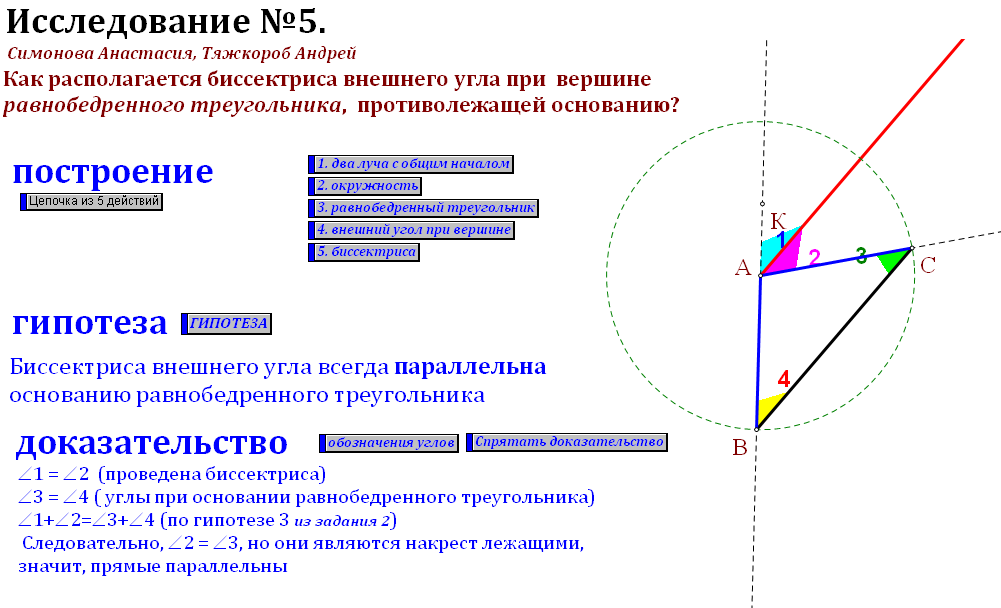 Исследование №5.
Симонова Анастасия, Тяжкороб Андрей
Как располагается биссектриса внешнего угла при вершине
равнобедренного треугольника, противолежащей основанию?
построение
Цепочка из 5 действий
1. два луча с общим началом
2. окружность
3. равнобедренный треугольник
4. внешний угол при вершине
5. биссектриса
гипотеза
ГИПОТЕЗА
Биссектриса внешнего угла всегда параллельна
основанию равнобедренного треугольника
доказательство
обозначения углов
Спрятать доказательство
∠1 = ∠2 (проведена биссектриса)
∠3 = ∠4 ( углы при основании равнобедренного треугольника)
∠1+∠2=∠3+∠4 (по гипотезе 3 из задания 2)
Следовательно, ∠2 = ∠3, но они являются накрест лежащими,
значит, прямые параллельны
К
1
2
3
А
С
4
В